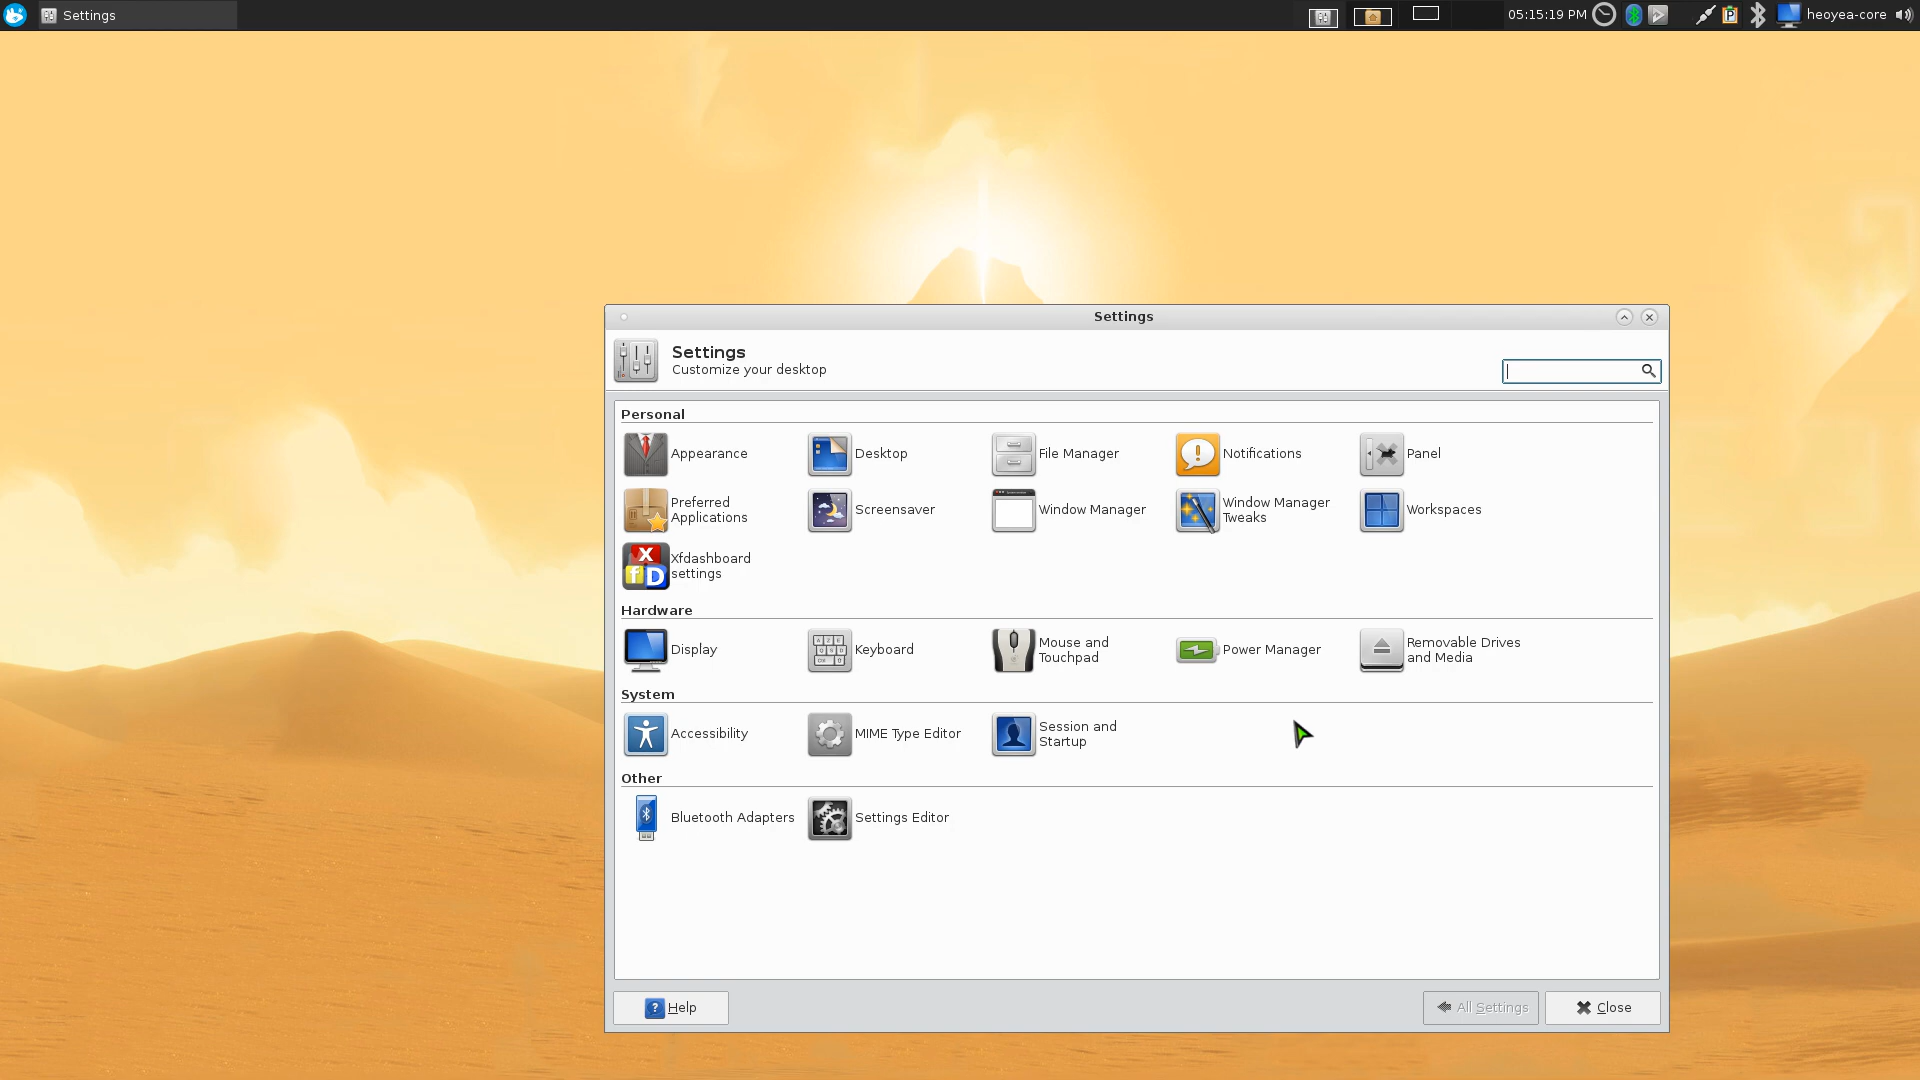 Settings
05:15:19 PM
heoyea-core
Settings
Settings
Customize your desktop
Personal
Appearance
Desktop
File Manager
Notifications
Panel
Preferred
Applications
Screensaver
Window Manager
Window Manager
Tweaks
Workspaces
Xfdashboard
settings
Hardware
Display
Keyboard
Mouse and
Touchpad
Power Manager
Removable Drives
and Media
System
Accessibility
MIME Type Editor
Session and
Startup
Other
Bluetooth Adapters
Settings Editor
Help
All Settings
Close